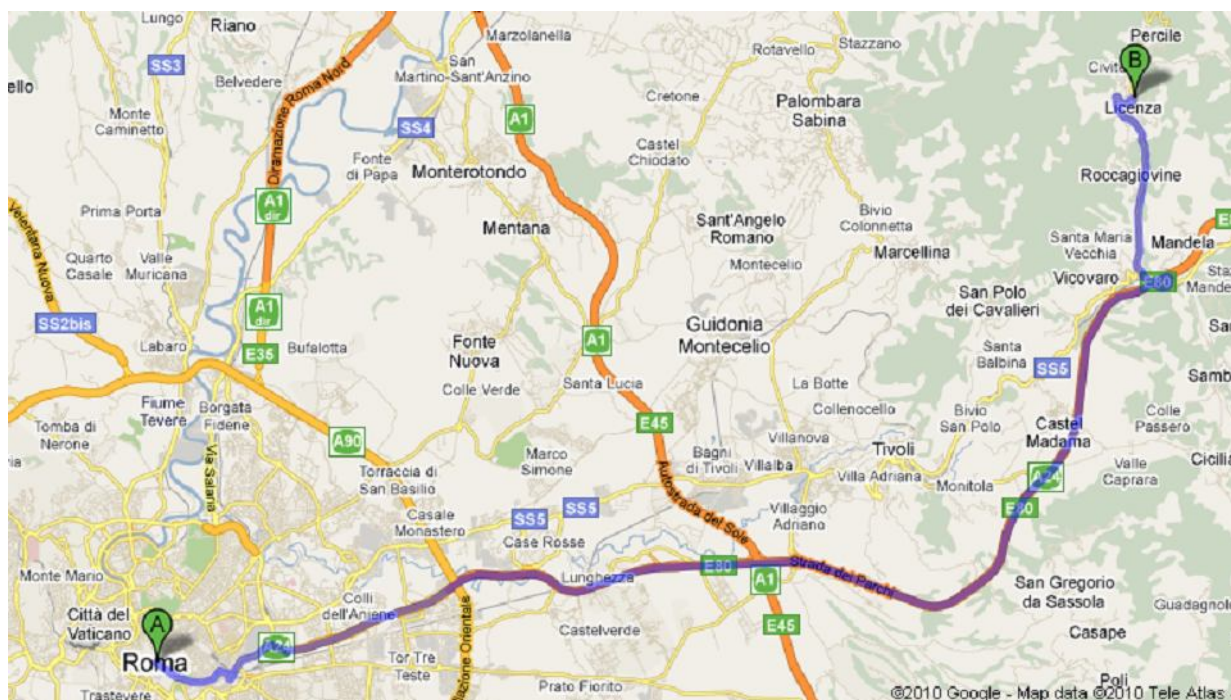 Lungo
Riano
SS3
Belvedere
Monte
Caminetto
Diramazione Roma Nord
San
Martino-Sant'Anzino
Marzolanella
SS4
A1
Fonte
di Papa
Monterotondo
Mentana
Cretone
Castel
Chiodato
Rotavello
Stazzano
Palombara
Sabina
Percile
B
Licenza
Roccagiovine
Prima Porta
A1
dir
Quarto
Casale
Valle
Muricana
Sant'Angelo
Romano
Montecelio
Bivio
Colonnetta
Marcellina
Santa Maria
Vecchia
Mandela
Vicovaro
E80
San Polo
dei Cavalieri
SS2bis
Labaro
A1
dir
E35
Bufalotta
Fonte
Nuova
Colle Verde
A1
Santa Lucia
Guidonia
Montecelio
La Botte
Collenocello
Santa
Balbina
SS5
Fiume
Tevere
Borgata
Fidene
Tomba di
Nerone
Via Salaria
A90
Torraccia di
San Basilio
Marco
Simone
E45
Bagni
di Tivoli
Villanova
Villalba
Tivoli
Villa Adriana
Bivio
San Polo
Castel
Madama
Colle
Passero
Monitola
A24
Valle
Caprara
E80
Casale
Monastero
SS5
SS5
Case Rosse
Autostrada del Sole
Villaggio
Adriano
Monte Mario
Città del
Vaticano
A
Roma
Trastevere
Colli
dell'Aniene
Lunghezza
E80
A1
Strada dei Parchi
Castelverde
E45
Tor Tre
Teste
Prato Fiorito
San Gregorio
da Sassola
Guadagnolo
Casape
Poli
©2010 Google - Map data ©2010 Tele Atlas